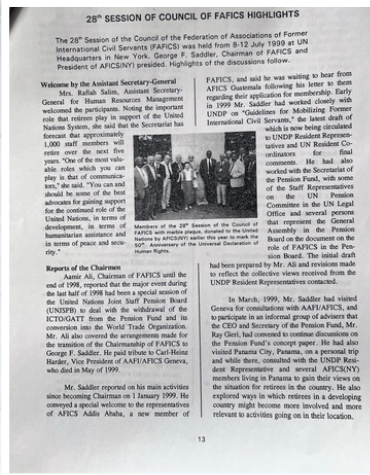 28th SESSION OF COUNCIL OF FAFICS HIGHLIGHTS
The 28th Session of the Council of the Federation of Associations of Former
International Civil Servants (FAFICS) was held from 8-12 July 1999 at UN
Headquarters in New York. George F. Saddler, Chairman of FAFICS and
President of AFICS(NY) presided. Highlights of the discussions follow.
Welcome by the Assistant Secretary-General
Mrs. Rafiah Salim, Assistant Secretary-
General for Human Resources Management
welcomed the participants. Noting the important
role that retirees play in support of the United
Nations System, she said that the Secretariat has
forecast that approximately
1,000 staff members will
retire over the next five
years. "One of the most valu-
able roles which you can
play is that of communica-
tors," she said. "You and can
should be some of the best
advocates for gaining support
for the continued role of the
United Nations, in terms of
development, in terms of
humanitarian assistance and
in terms of peace and secu-
rity."
Members of the 28th Session of the Council of
FAFICS with marble plaque, donated to the United
Nations by AFICS(NY) earlier this year to mark the
50th Anniversary of the Universal Declaration of
Human Rights.
Reports of the Chairmen
Aamir Ali, Chairman of FAFICS until the
end of 1998, reported that the major event during
the last half of 1998 had been a special session of
the United Nations Joint Staff Pension Board
(UNJSPB) to deal with the withdrawal of the
ICTO/GATT from the Pension Fund and its
conversion into the World Trade Organization.
Mr. Ali also covered the arrangements made for
the transition of the Chairmanship of FAFICS to
George F. Saddler. He paid tribute to Carl-Heinz
Harder, Vice President of AAFI/AFICS Geneva,
who died in May of 1999.
Mr. Saddler reported on his main activities
since becoming Chairman on 1 January 1999. He
conveyed a special welcome to the representatives
of AFICS Addis Ababa, a new member of
FAFICS, and said he was waiting to hear from
AFICS Guatemala following his letter to them
regarding their application for membership. Early
in 1999 Mr. Saddler had worked closely with
UNDP on "Guidelines for Mobilizing Former
International Civil Servants," the latest draft of
which is now being circulated
to UNDP Resident Represen-
tatives and UN Resident Co-
ordinators for final
comments. He had also
worked with the Secretariat of
the Pension Fund, with some
of the Staff Representatives
on the UN Pension
Committee in the UN Legal
Office and several persons
that represent the General
Assembly in the Pension
Board on the document on the
role of FAFICS in the Pen-
sion Board. The initial draft
had been prepared by Mr. Ali and revisions made
to reflect the collective views received from the
UNDP Resident Representatives contacted.
In March, 1999, Mr. Saddler had visited
Geneva for consultations with AAFI/AFICS, and
to participate in an informal group of advisers that
the CEO and Secretary of the Pension Fund, Mr.
Ray Gieri, had convened to continue discussions on
the Pension Fund's concept paper. He had also
visited Panama City, Panama, on a personal trip
and while there, consulted with the UNDP Resi-
dent Representative and several AFICS(NY)
members living in Panama to gain their views on
the situation for retirees in the country. He also
explored ways in which retirees in a developing
country might become more involved and more
relevant to activities going on in their location.
13